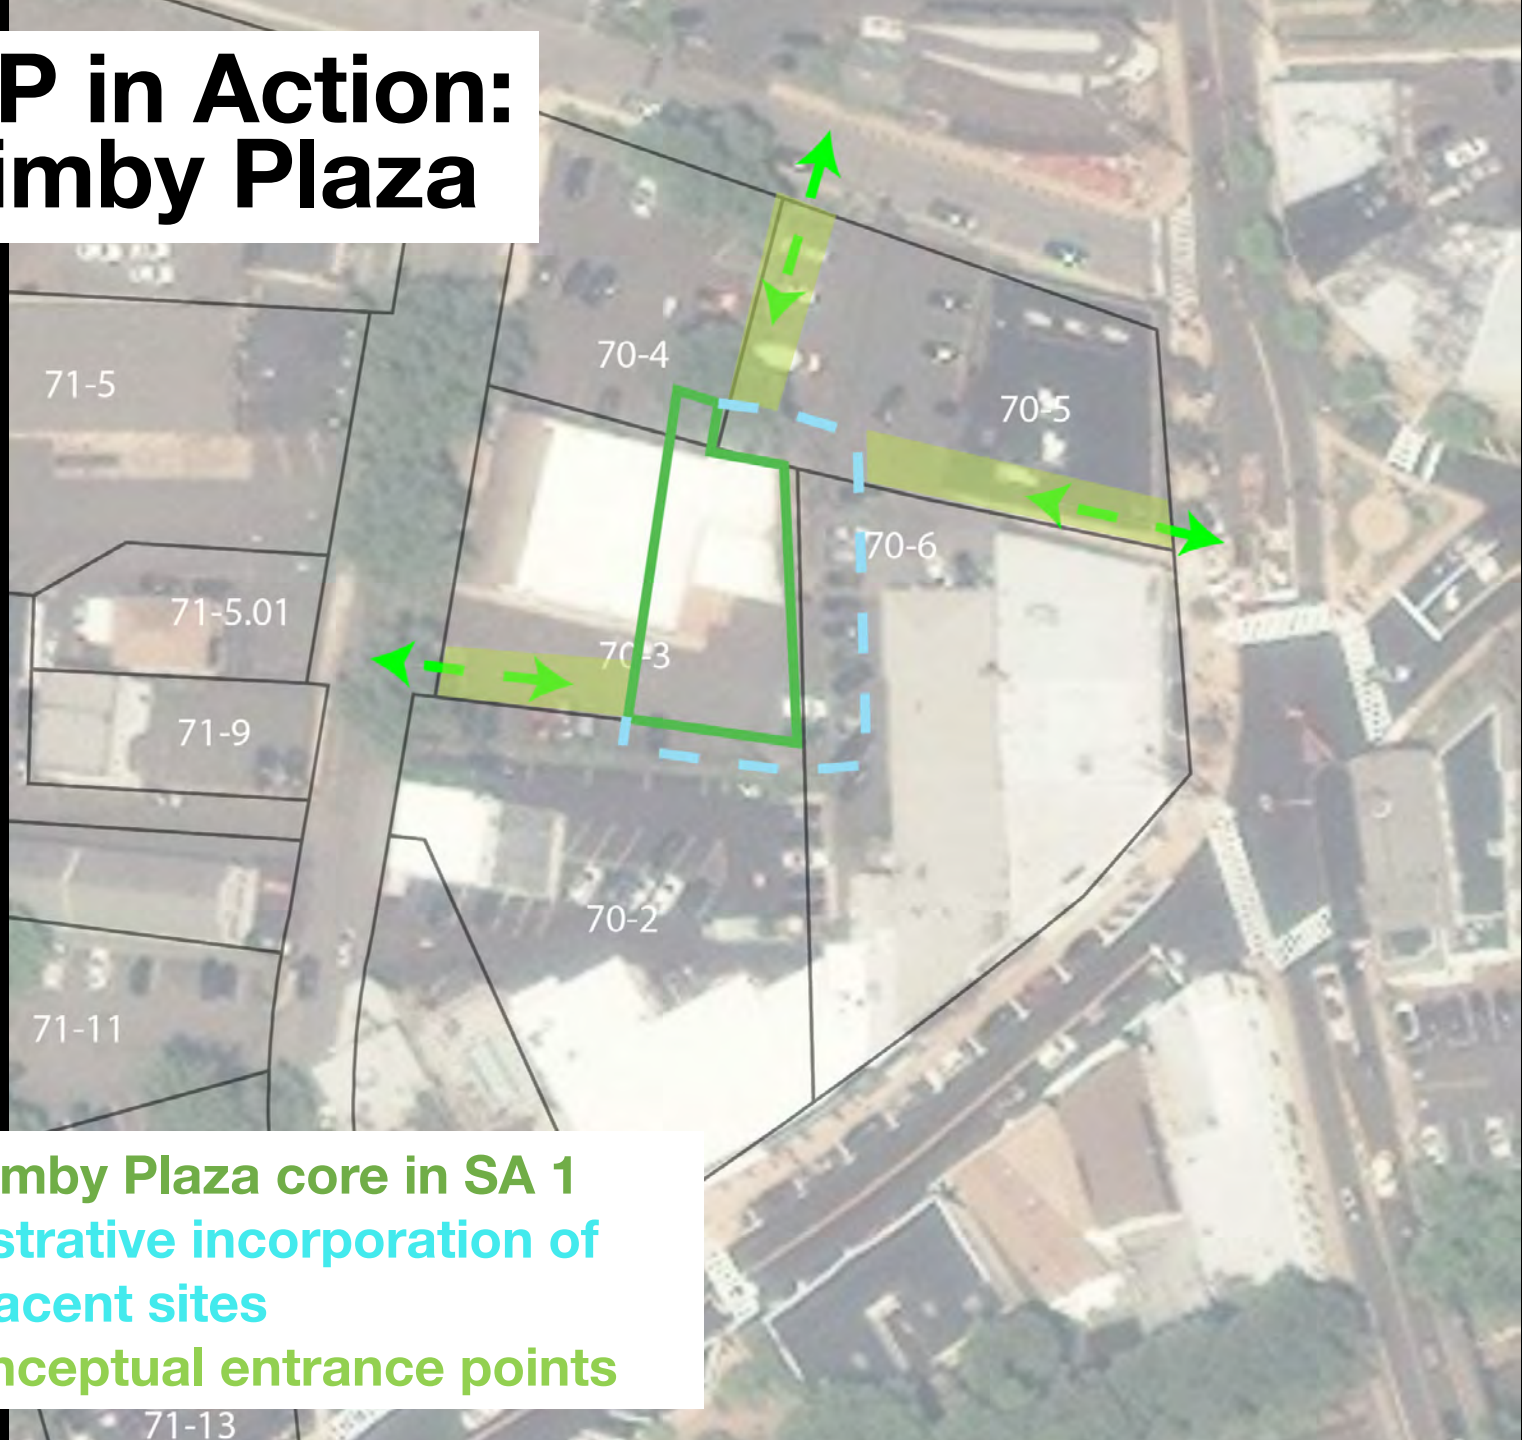 P in Action:
imby Plaza
70-4
71-5
70-5
70-6
71-5.01
70-3
71-9
70-2
71-11
mby Plaza core in SA 1
strative incorporation of
acent sites
nceptual entrance points
71-13